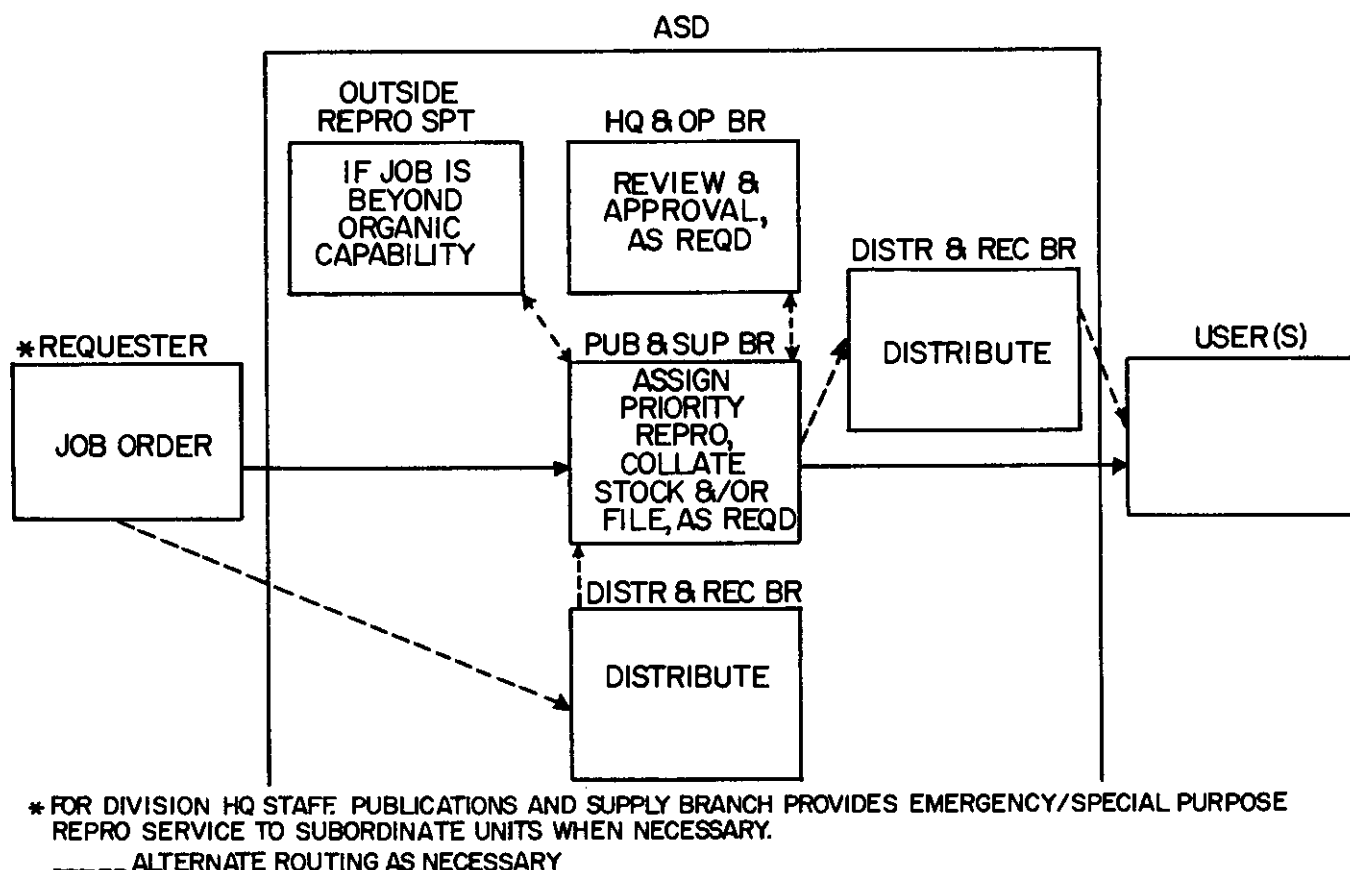 ASD
OUTSIDE
REPRO SPT
IF JOB IS
BEYOND
ORGANIC
CAPABILITY
HQ & OP BR
REVIEW &
APPROVAL,
AS REQD
DISTR & REC BR
DISTRIBUTE
*REQUESTER
JOB ORDER
PUB & SUP BR
ASSIGN
PRIORITY
REPRO,
COLLATE
STOCK &/OR
FILE, AS REQD
USER(S)
DISTR & REC BR
DISTRIBUTE
* FOR DIVISION HQ STAFF. PUBLICATIONS AND SUPPLY BRANCH PROVIDES EMERGENCY/SPECIAL PURPOSE
REPRO SERVICE TO SUBORDINATE UNITS WHEN NECESSARY.
ALTERNATE ROUTING AS NECESSARY